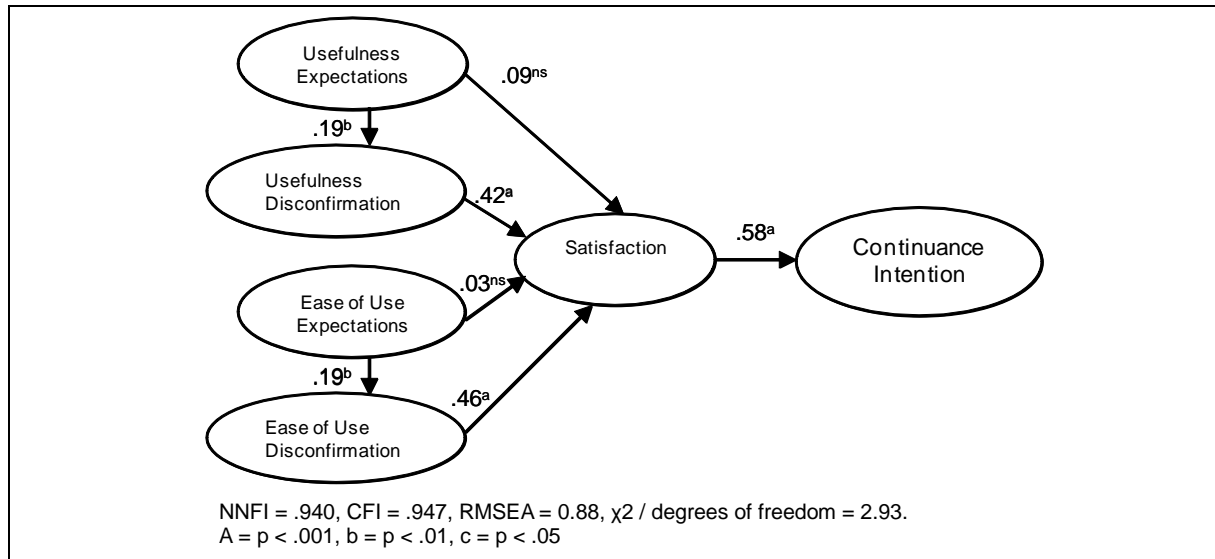 Usefulness
Expectations
.09ns
.19b
Usefulness
Disconfirmation
.42a
Satisfaction
.58a
Continuance
Intention
.03ns
Ease of Use
Expectations
.19b
.46a
Ease of Use
Disconfirmation
NNFI = .940, CFI = .947, RMSEA = 0.88, χ2 / degrees of freedom = 2.93.
A = p < .001, b = p < .01, c = p < .05